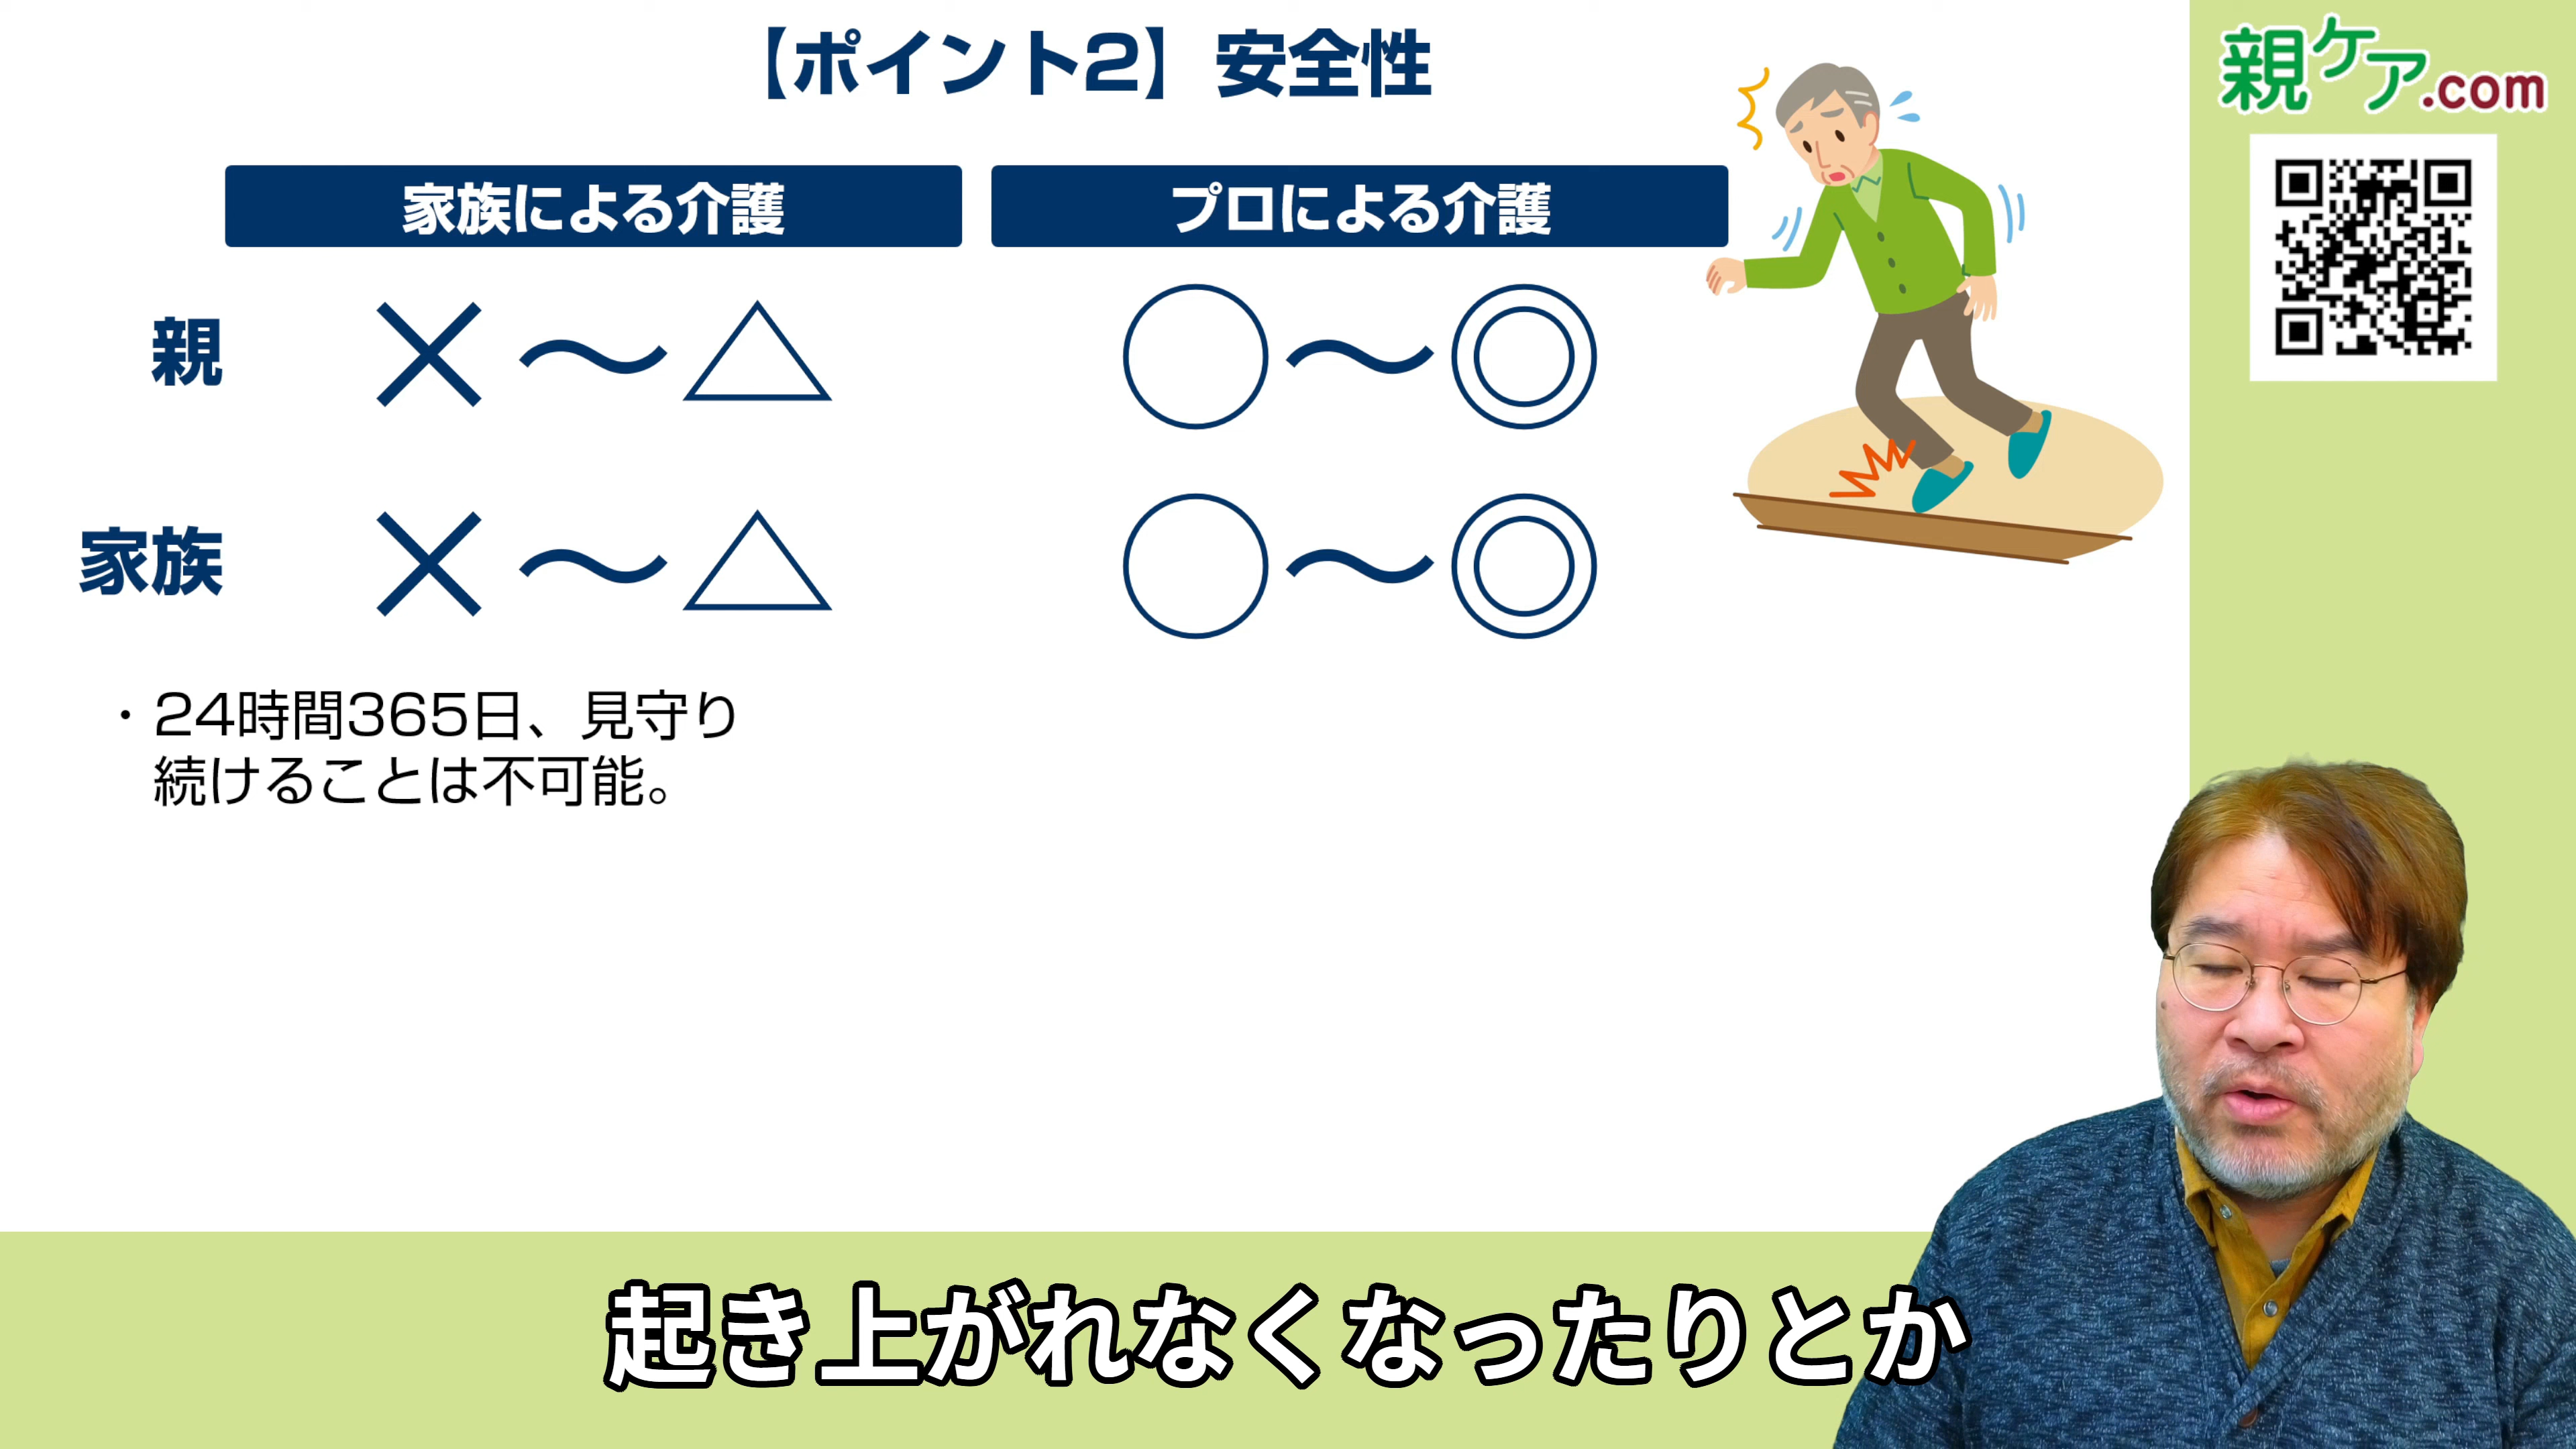 【ポイント2】安全性
親ケア.com
家族による介護
プロによる介護
親
×～△
○～◎
家族
×～△
○～◎
・24時間365日、見守り
続けることは不可能。
起き上がれなくなったりとか